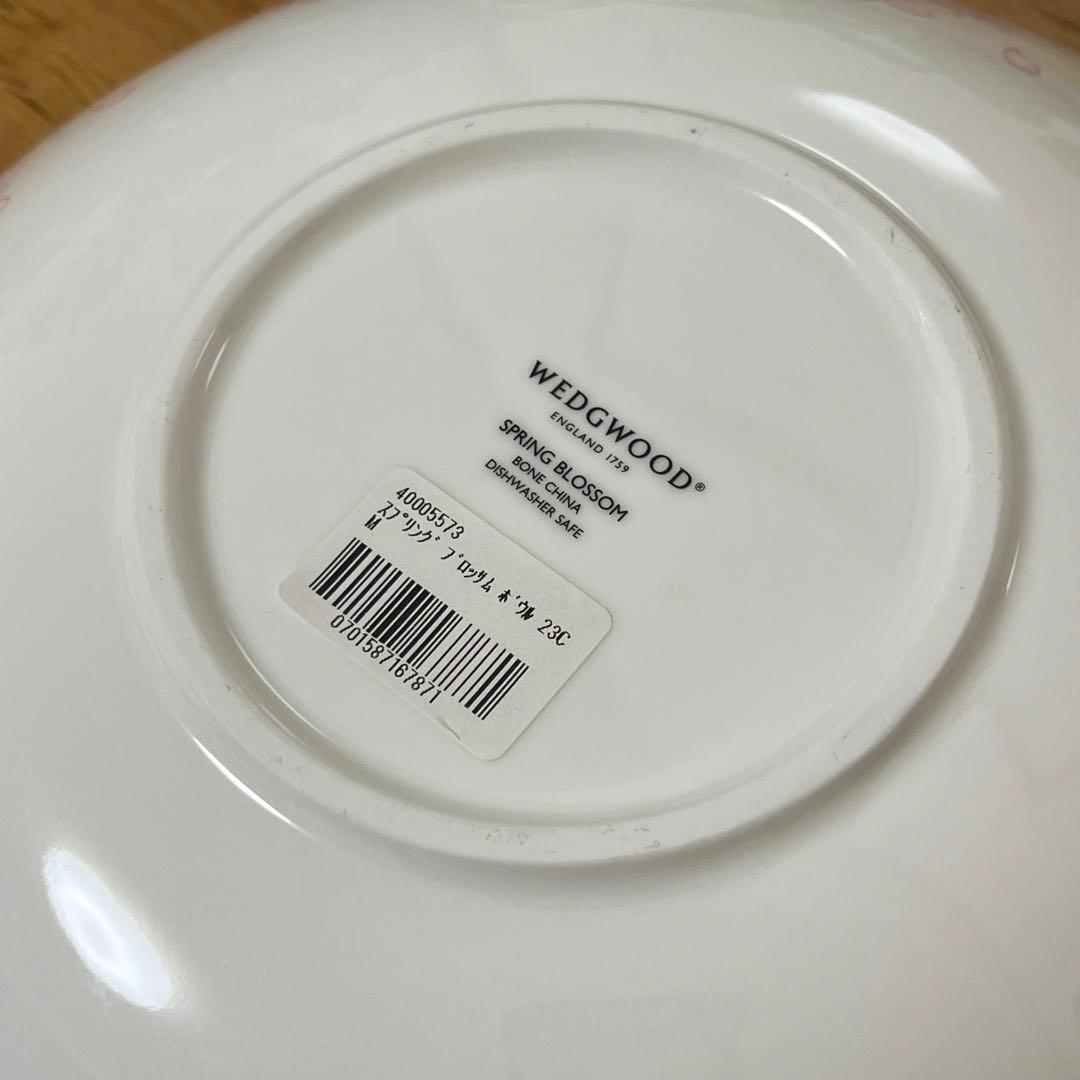 WEDGWOOD®
ENGLAND 1759
SPRING BLOSSOM
BONE CHINA
DISHWASHER SAFE
40005573
ｽﾌﾟﾘﾝｸﾞ ﾌﾞﾛｯｻﾑ ﾎﾞｳﾙ 23C
M
0701587167871